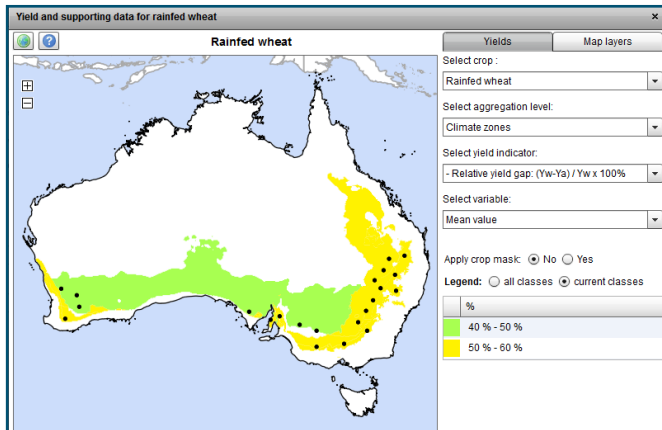 Yield and supporting data for rainfed wheat
×
?
Rainfed wheat
Yields
Map layers
Select crop :
Rainfed wheat
Select aggregation level:
Climate zones
Select yield indicator:
- Relative yield gap: (Yw-Ya) / Yw x 100%
Select variable:
Mean value
Apply crop mask: No Yes
Legend: all classes current classes
%
40 % - 50 %
50 % - 60 %